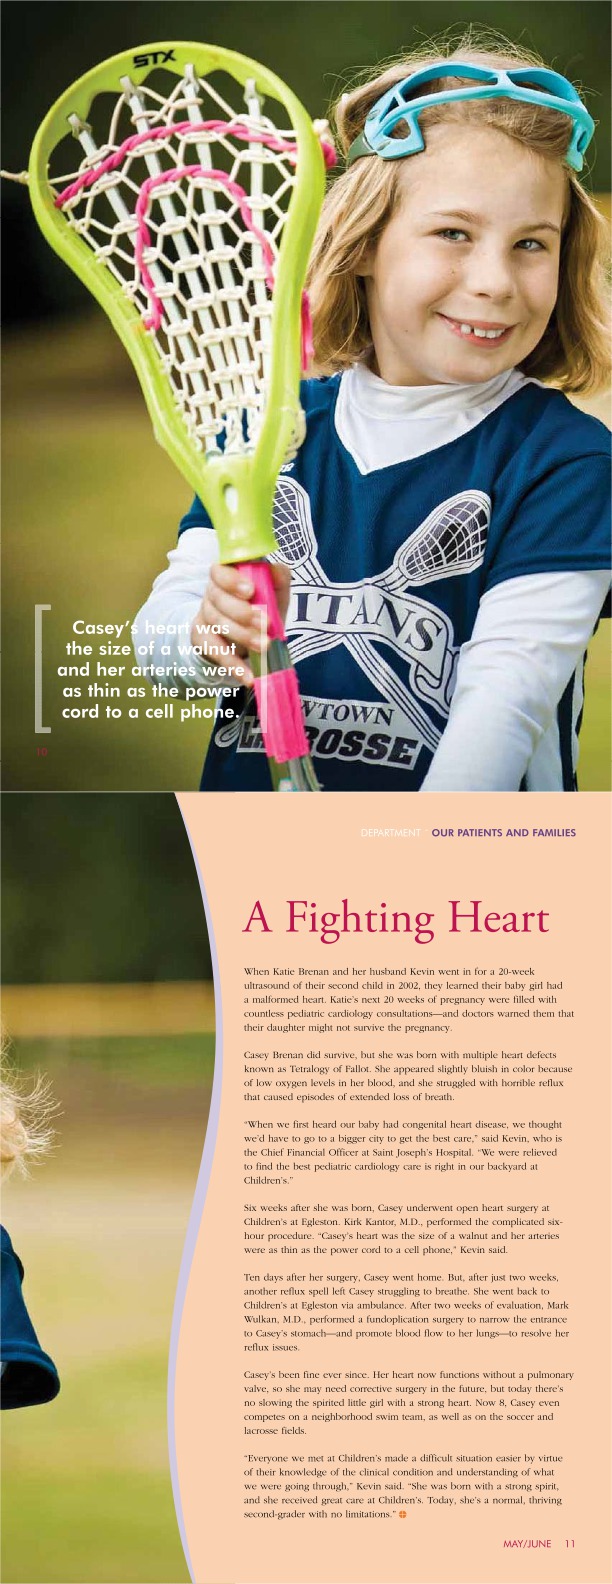 STX
ITANS
WTOWN
LACROSSE
Casey's heart was
the size of a walnut
and her arteries were
as thin as the power
cord to a cell phone.
10
DEPARTMENT OUR PATIENTS AND FAMILIES
A Fighting Heart
When Katie Brenan and her husband Kevin went in for a 20-week
ultrasound of their second child in 2002, they learned their baby girl had
a malformed heart. Katie's next 20 weeks of pregnancy were filled with
countless pediatric cardiology consultations—and doctors warned them that
their daughter might not survive the pregnancy.
Casey Brenan did survive, but she was born with multiple heart defects
known as Tetralogy of Fallot. She appeared slightly bluish in color because
of low oxygen levels in her blood, and she struggled with horrible reflux
that caused episodes of extended loss of breath.
"When we first heard our baby had congenital heart disease, we thought
we'd have to go to a bigger city to get the best care," said Kevin, who is
the Chief Financial Officer at Saint Joseph's Hospital. "We were relieved
to find the best pediatric cardiology care is right in our backyard at
Children's."
Six weeks after she was born, Casey underwent open heart surgery at
Children's at Egleston. Kirk Kantor, M.D., performed the complicated six-
hour procedure. "Casey's heart was the size of a walnut and her arteries
were as thin as the power cord to a cell phone," Kevin said.
Ten days after her surgery, Casey went home. But, after just two weeks,
another reflux spell left Casey struggling to breathe. She went back to
Children's at Egleston via ambulance. After two weeks of evaluation, Mark
Wulkan, M.D., performed a fundoplication surgery to narrow the entrance
to Casey's stomach—and promote blood flow to her lungs—to resolve her
reflux issues.
Casey's been fine ever since. Her heart now functions without a pulmonary
valve, so she may need corrective surgery in the future, but today there's
no slowing the spirited little girl with a strong heart. Now 8, Casey even
competes on a neighborhood swim team, as well as on the soccer and
lacrosse fields.
"Everyone we met at Children's made a difficult situation easier by virtue
of their knowledge of the clinical condition and understanding of what
we were going through," Kevin said. "She was born with a strong spirit,
and she received great care at Children's. Today, she's a normal, thriving
second-grader with no limitations."
MAY/JUNE 11